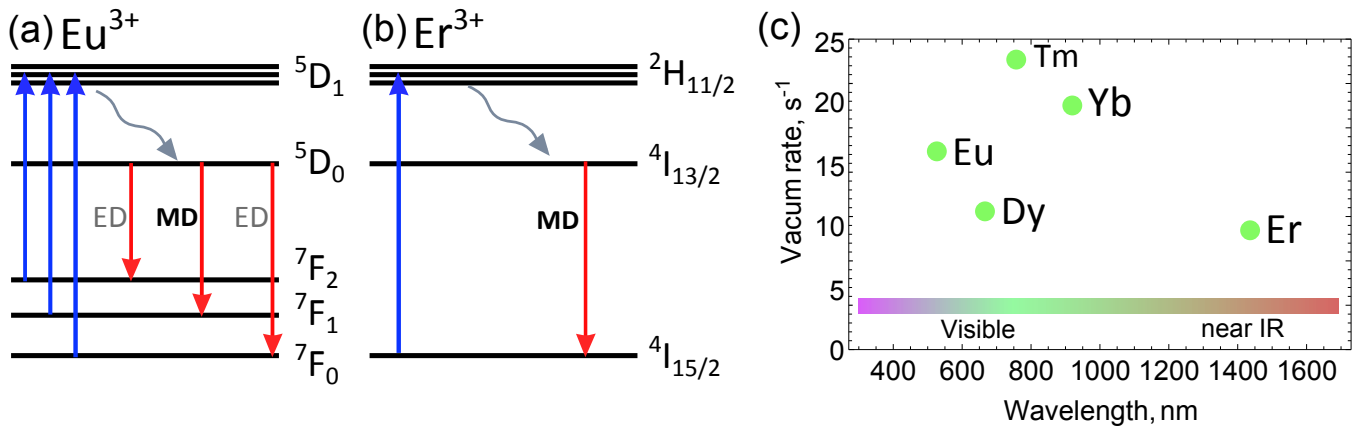 (a) Eu³⁺
⁵D₁
⁵D₀
ED
MD
ED
⁷F₂
⁷F₁
⁷F₀
(b) Er³⁺
²H₁₁/₂
⁴I₁₃/₂
MD
⁴I₁₅/₂
(c)
Vacum rate, s⁻¹
25
20
15
10
5
0
Tm
Yb
Eu
Dy
Er
Visible
near IR
400 600 800 1000 1200 1400 1600
Wavelength, nm